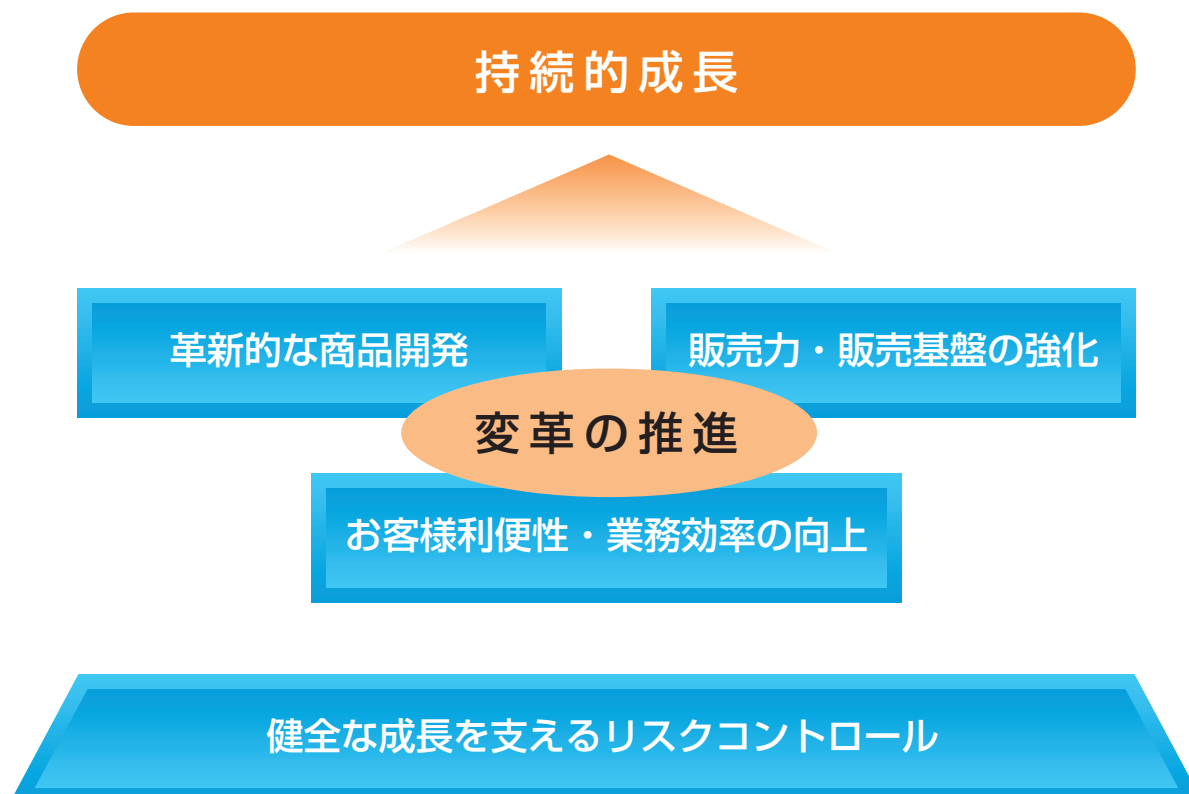 持続的成長
革新的な商品開発
販売力・販売基盤の強化
変革の推進
お客様利便性・業務効率の向上
健全な成長を支えるリスクコントロール